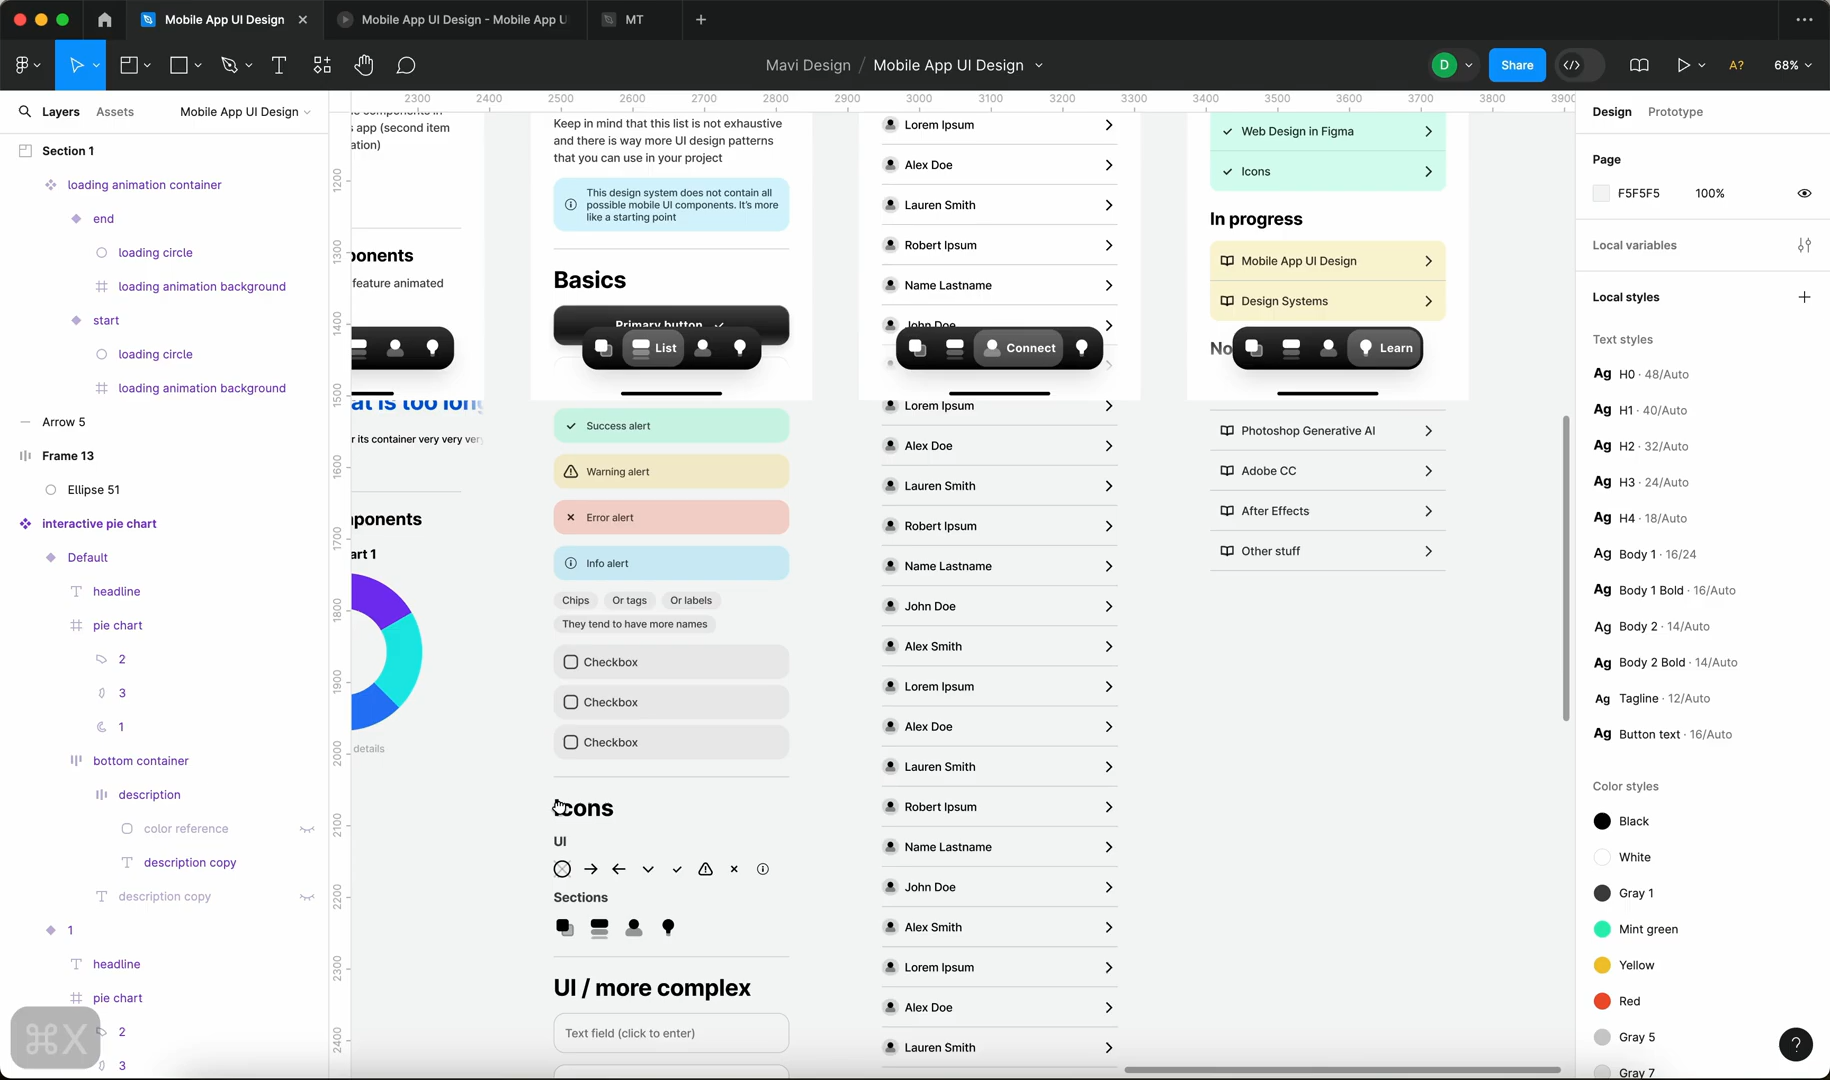 Mobile App UI Design
Mobile App UI Design - Mobile App U
MT
Mavi Design / Mobile App UI Design
D
Share
A?
68%
Layers
Assets
Mobile App UI Design
Section 1
loading animation container
end
loading circle
loading animation background
start
loading circle
loading animation background
Arrow 5
Frame 13
Ellipse 51
interactive pie chart
Default
headline
pie chart
2
3
1
bottom container
description
color reference
description copy
description copy
1
headline
pie chart
2
3
⌘X
2300
2400
2500
2600
2700
2800
2900
3000
3100
3200
3300
3400
3500
3600
3700
3800
3900
1200
1300
1400
1500
1600
1700
1800
1900
2000
2100
2200
2300
2400
s app (second item
ation)
ponents
feature animated
at is too long
r its container very very very
ponents
art 1
details
Keep in mind that this list is not exhaustive
and there is way more UI design patterns
that you can use in your project
This design system does not contain all
possible mobile UI components. It's more
like a starting point
Basics
Primary button
List
Success alert
Warning alert
Error alert
Info alert
Chips
Or tags
Or labels
They tend to have more names
Checkbox
Checkbox
Checkbox
Icons
UI
Sections
UI / more complex
Text field (click to enter)
Lorem Ipsum
Alex Doe
Lauren Smith
Robert Ipsum
Name Lastname
John Doe
Connect
Lorem Ipsum
Alex Doe
Lauren Smith
Robert Ipsum
Name Lastname
John Doe
Alex Smith
Lorem Ipsum
Alex Doe
Lauren Smith
Robert Ipsum
Name Lastname
John Doe
Alex Smith
Lorem Ipsum
Alex Doe
Lauren Smith
Web Design in Figma
Icons
In progress
Mobile App UI Design
Design Systems
No
Learn
Photoshop Generative AI
Adobe CC
After Effects
Other stuff
Design
Prototype
Page
F5F5F5
100%
Local variables
Local styles
Text styles
Ag H0 · 48/Auto
Ag H1 · 40/Auto
Ag H2 · 32/Auto
Ag H3 · 24/Auto
Ag H4 · 18/Auto
Ag Body 1 · 16/24
Ag Body 1 Bold · 16/Auto
Ag Body 2 · 14/Auto
Ag Body 2 Bold · 14/Auto
Ag Tagline · 12/Auto
Ag Button text · 16/Auto
Color styles
Black
White
Gray 1
Mint green
Yellow
Red
Gray 5
Gray 7
?